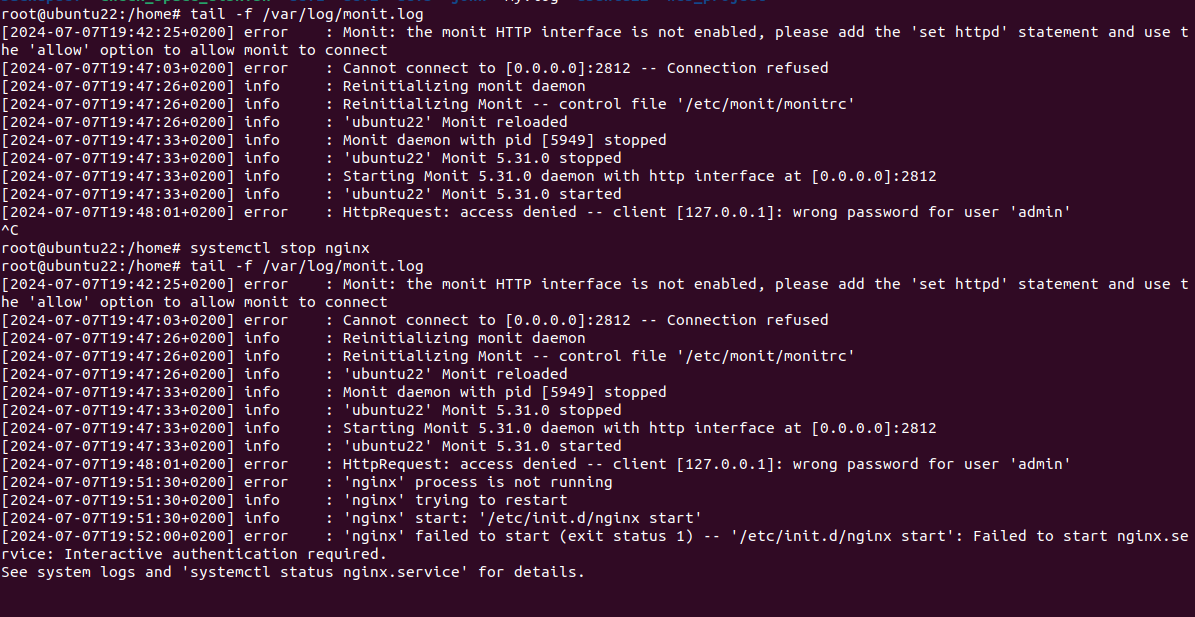 root@ubuntu22:/home# tail -f /var/log/monit.log
[2024-07-07T19:42:25+0200] error    : Monit: the monit HTTP interface is not enabled, please add the 'set httpd' statement and use t
he 'allow' option to allow monit to connect
[2024-07-07T19:47:03+0200] error    : Cannot connect to [0.0.0.0]:2812 -- Connection refused
[2024-07-07T19:47:26+0200] info     : Reinitializing monit daemon
[2024-07-07T19:47:26+0200] info     : Reinitializing Monit -- control file '/etc/monit/monitrc'
[2024-07-07T19:47:26+0200] info     : 'ubuntu22' Monit reloaded
[2024-07-07T19:47:33+0200] info     : Monit daemon with pid [5949] stopped
[2024-07-07T19:47:33+0200] info     : 'ubuntu22' Monit 5.31.0 stopped
[2024-07-07T19:47:33+0200] info     : Starting Monit 5.31.0 daemon with http interface at [0.0.0.0]:2812
[2024-07-07T19:47:33+0200] info     : 'ubuntu22' Monit 5.31.0 started
[2024-07-07T19:48:01+0200] error    : HttpRequest: access denied -- client [127.0.0.1]: wrong password for user 'admin'
^C
root@ubuntu22:/home# systemctl stop nginx
root@ubuntu22:/home# tail -f /var/log/monit.log
[2024-07-07T19:42:25+0200] error    : Monit: the monit HTTP interface is not enabled, please add the 'set httpd' statement and use t
he 'allow' option to allow monit to connect
[2024-07-07T19:47:03+0200] error    : Cannot connect to [0.0.0.0]:2812 -- Connection refused
[2024-07-07T19:47:26+0200] info     : Reinitializing monit daemon
[2024-07-07T19:47:26+0200] info     : Reinitializing Monit -- control file '/etc/monit/monitrc'
[2024-07-07T19:47:26+0200] info     : 'ubuntu22' Monit reloaded
[2024-07-07T19:47:33+0200] info     : Monit daemon with pid [5949] stopped
[2024-07-07T19:47:33+0200] info     : 'ubuntu22' Monit 5.31.0 stopped
[2024-07-07T19:47:33+0200] info     : Starting Monit 5.31.0 daemon with http interface at [0.0.0.0]:2812
[2024-07-07T19:47:33+0200] info     : 'ubuntu22' Monit 5.31.0 started
[2024-07-07T19:48:01+0200] error    : HttpRequest: access denied -- client [127.0.0.1]: wrong password for user 'admin'
[2024-07-07T19:51:30+0200] error    : 'nginx' process is not running
[2024-07-07T19:51:30+0200] info     : 'nginx' trying to restart
[2024-07-07T19:51:30+0200] info     : 'nginx' start: '/etc/init.d/nginx start'
[2024-07-07T19:52:00+0200] error    : 'nginx' failed to start (exit status 1) -- '/etc/init.d/nginx start': Failed to start nginx.se
rvice: Interactive authentication required.
See system logs and 'systemctl status nginx.service' for details.